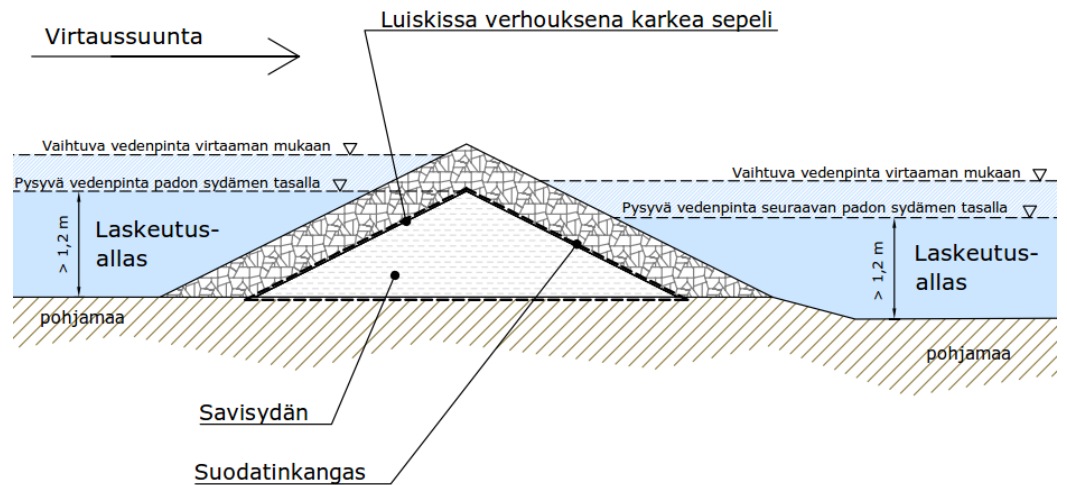 Luiskissa verhouksena karkea sepeli
Virtaussuunta
Vaihtuva vedenpinta virtaaman mukaan
Vaihtuva vedenpinta virtaaman mukaan
Pysyvä vedenpinta padon sydämen tasalla
Pysyvä vedenpinta seuraavan padon sydämen tasalla
> 1,2 m
Laskeutus-
allas
> 1,2 m
Laskeutus-
allas
pohjamaa
pohjamaa
Savisydän
Suodatinkangas